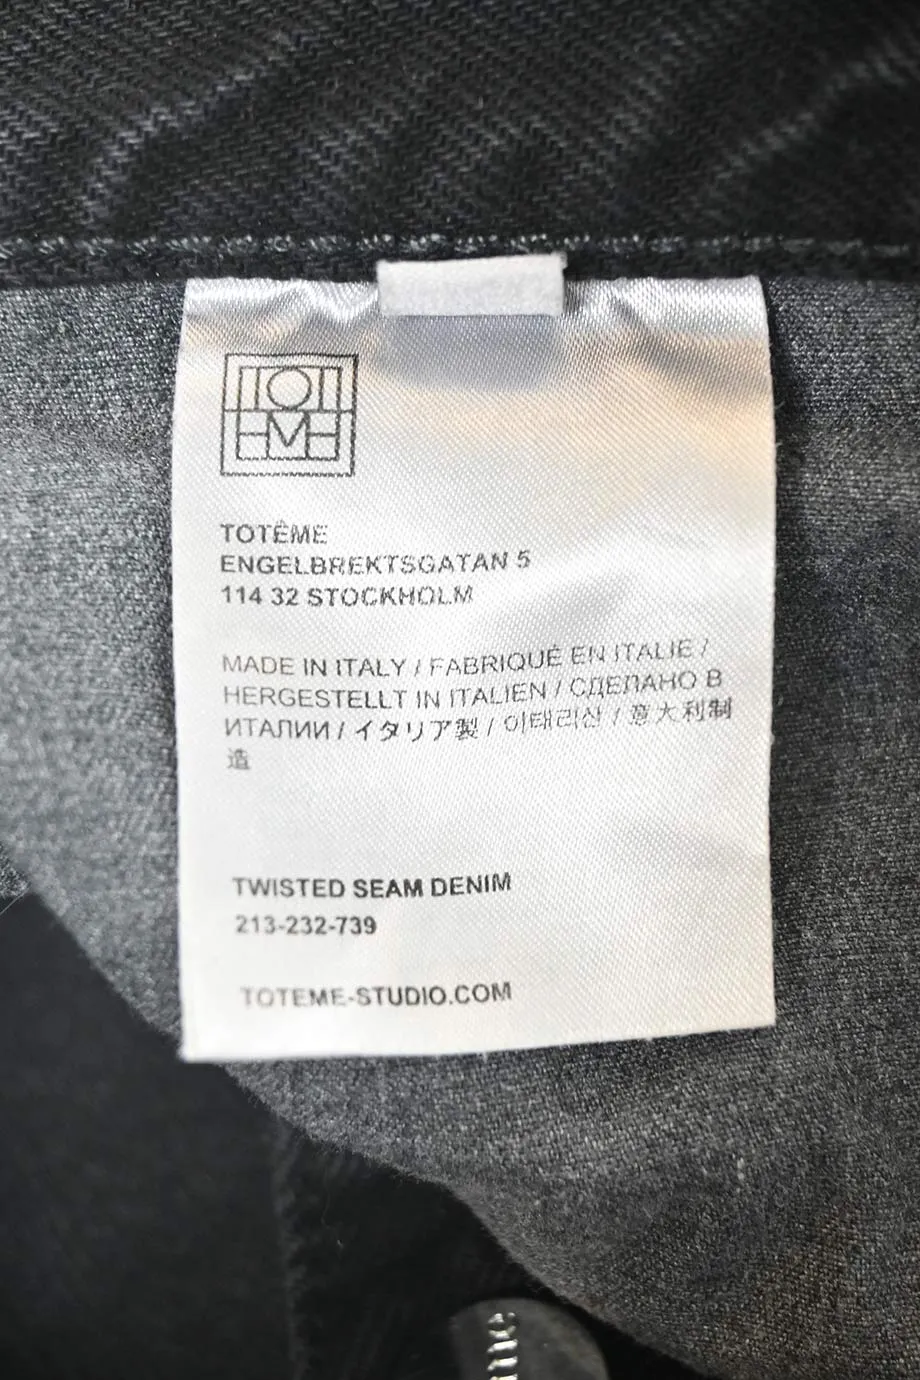 TOTEME
TOTÊME
ENGELBREKTSGATAN 5
114 32 STOCKHOLM
MADE IN ITALY / FABRIQUÉ EN ITALIE /
HERGESTELLT IN ITALIEN / СДЕЛАНО В
ИТАЛИИ / イタリア製 / 이태리산 / 意大利制
造
TWISTED SEAM DENIM
213-232-739
TOTEME-STUDIO.COM